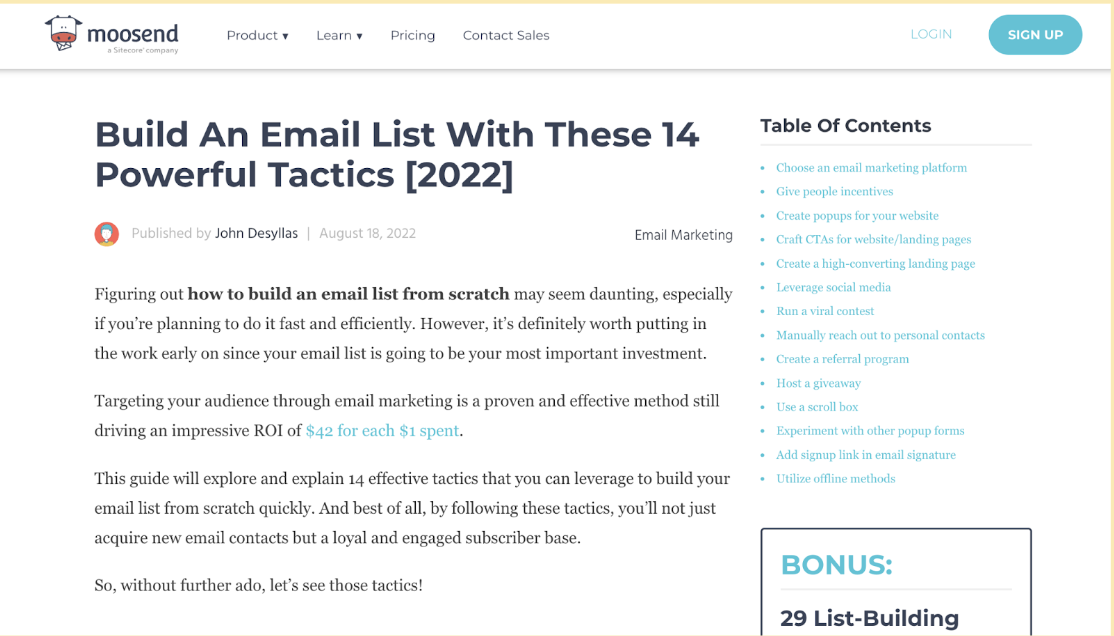 moosend
a Sitecore' company
Product ▾
Learn ▾
Pricing
Contact Sales
LOGIN
SIGN UP
Build An Email List With These 14
Powerful Tactics [2022]
Published by John Desyllas | August 18, 2022
Email Marketing
Figuring out how to build an email list from scratch may seem daunting, especially
if you’re planning to do it fast and efficiently. However, it’s definitely worth putting in
the work early on since your email list is going to be your most important investment.
Targeting your audience through email marketing is a proven and effective method still
driving an impressive ROI of $42 for each $1 spent.
This guide will explore and explain 14 effective tactics that you can leverage to build your
email list from scratch quickly. And best of all, by following these tactics, you’ll not just
acquire new email contacts but a loyal and engaged subscriber base.
So, without further ado, let’s see those tactics!
Table Of Contents
• Choose an email marketing platform
• Give people incentives
• Create popups for your website
• Craft CTAs for website/landing pages
• Create a high-converting landing page
• Leverage social media
• Run a viral contest
• Manually reach out to personal contacts
• Create a referral program
• Host a giveaway
• Use a scroll box
• Experiment with other popup forms
• Add signup link in email signature
• Utilize offline methods
BONUS:
29 List-Building